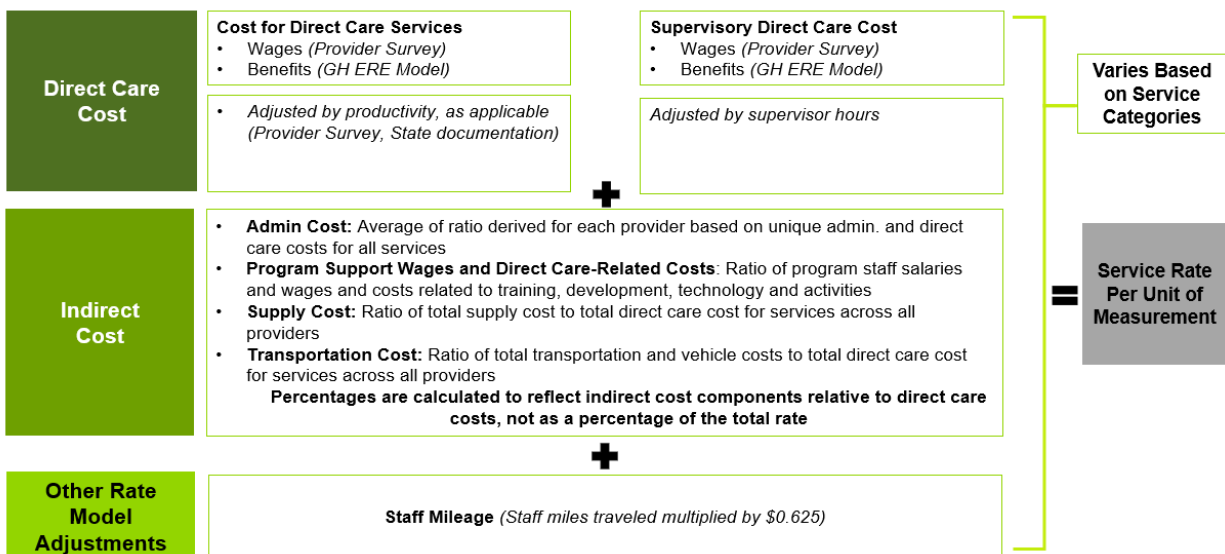 Direct Care
Cost
Cost for Direct Care Services
• Wages (Provider Survey)
• Benefits (GH ERE Model)
Supervisory Direct Care Cost
• Wages (Provider Survey)
• Benefits (GH ERE Model)
• Adjusted by productivity, as applicable
(Provider Survey, State documentation)
Adjusted by supervisor hours
Varies Based
on Service
Categories
Indirect
Cost
• Admin Cost: Average of ratio derived for each provider based on unique admin. and direct
care costs for all services
• Program Support Wages and Direct Care-Related Costs: Ratio of program staff salaries
and wages and costs related to training, development, technology and activities
• Supply Cost: Ratio of total supply cost to total direct care cost for services across all
providers
• Transportation Cost: Ratio of total transportation and vehicle costs to total direct care cost
for services across all providers
Percentages are calculated to reflect indirect cost components relative to direct care
costs, not as a percentage of the total rate
Service Rate
Per Unit of
Measurement
Other Rate
Model
Adjustments
Staff Mileage (Staff miles traveled multiplied by $0.625)